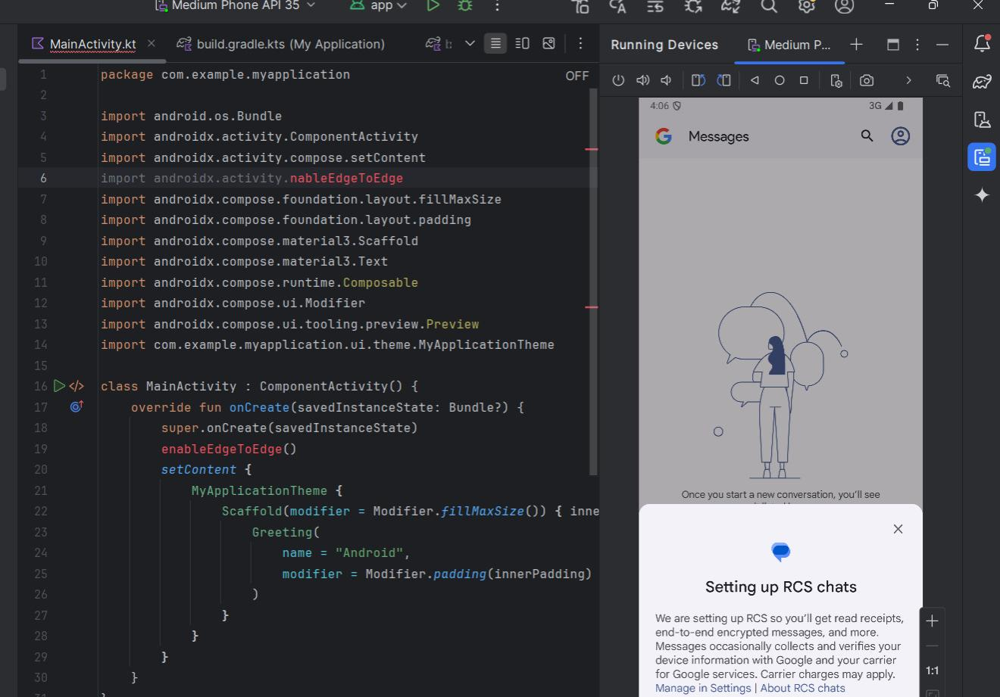 Medium Phone API 35
app
MainActivity.kt
build.gradle.kts (My Application)
Running Devices
Medium P...
OFF
1 package com.example.myapplication
2
3 import android.os.Bundle
4 import androidx.activity.ComponentActivity
5 import androidx.activity.compose.setContent
6 import androidx.activity.nableEdgeToEdge
7 import androidx.compose.foundation.layout.fillMaxSize
8 import androidx.compose.foundation.layout.padding
9 import androidx.compose.material3.Scaffold
10 import androidx.compose.material3.Text
11 import androidx.compose.runtime.Composable
12 import androidx.compose.ui.Modifier
13 import androidx.compose.ui.tooling.preview.Preview
14 import com.example.myapplication.ui.theme.MyApplicationTheme
15
16 class MainActivity : ComponentActivity() {
17 override fun onCreate(savedInstanceState: Bundle?) {
18 super.onCreate(savedInstanceState)
19 enableEdgeToEdge()
20 setContent {
21 MyApplicationTheme {
22 Scaffold(modifier = Modifier.fillMaxSize()) { inne
23 Greeting(
24 name = "Android",
25 modifier = Modifier.padding(innerPadding)
26 )
27 }
28 }
29 }
30 }
4:06
3G
Messages
Once you start a new conversation, you'll see
Setting up RCS chats
We are setting up RCS so you'll get read receipts,
end-to-end encrypted messages, and more.
Messages occasionally collects and verifies your
device information with Google and your carrier
for Google services. Carrier charges may apply.
Manage in Settings | About RCS chats
1:1